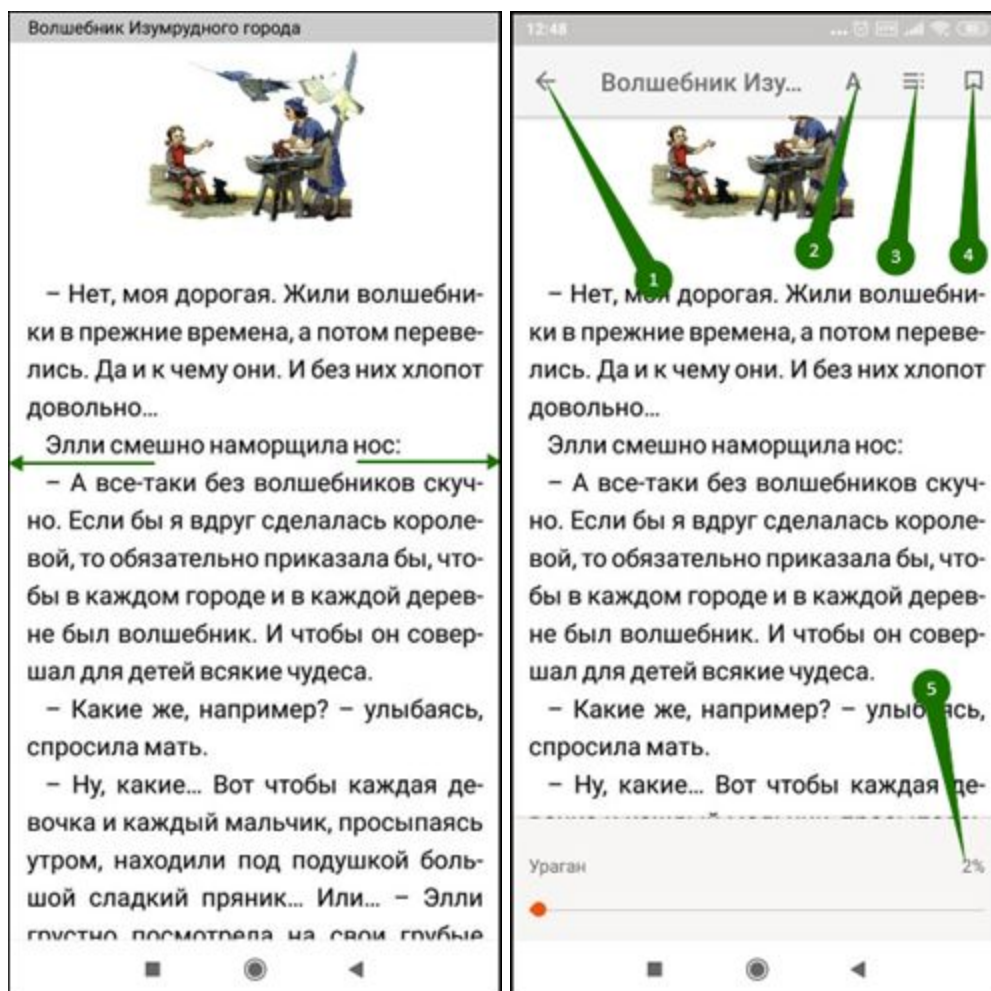 Волшебник Изумрудного города
– Нет, моя дорогая. Жили волшебни-
ки в прежние времена, а потом переве-
лись. Да и к чему они. И без них хлопот
довольно...
Элли смешно наморщила нос:
– А все-таки без волшебников скуч-
но. Если бы я вдруг сделалась короле-
вой, то обязательно приказала бы, что-
бы в каждом городе и в каждой дерев-
не был волшебник. И чтобы он совер-
шал для детей всякие чудеса.
– Какие же, например? – улыбаясь,
спросила мать.
– Ну, какие... Вот чтобы каждая де-
вочка и каждый мальчик, просыпаясь
утром, находили под подушкой боль-
шой сладкий пряник... Или... – Элли
грустно посмотрела на свои грубые
12:48
Волшебник Изу...
A
1
2
3
4
– Нет, моя дорогая. Жили волшебни-
ки в прежние времена, а потом переве-
лись. Да и к чему они. И без них хлопот
довольно...
Элли смешно наморщила нос:
– А все-таки без волшебников скуч-
но. Если бы я вдруг сделалась короле-
вой, то обязательно приказала бы, что-
бы в каждом городе и в каждой дерев-
не был волшебник. И чтобы он совер-
шал для детей всякие чудеса.
5
– Какие же, например? – улыбаясь,
спросила мать.
– Ну, какие... Вот чтобы каждая де-
Ураган
2%